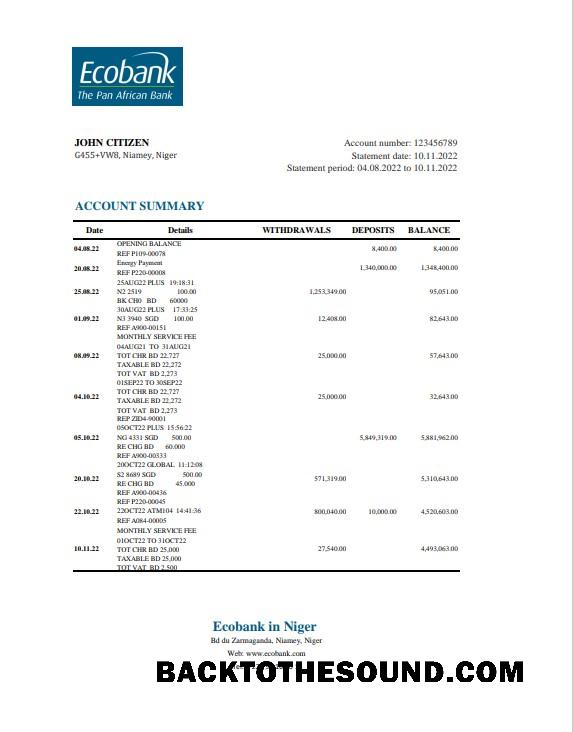 Ecobank
The Pan African Bank
JOHN CITIZEN
G455+VW8, Niamey, Niger
Account number: 123456789
Statement date: 10.11.2022
Statement period: 04.08.2022 to 10.11.2022
ACCOUNT SUMMARY
Date Details WITHDRAWALS DEPOSITS BALANCE
OPENING BALANCE
04.08.22 8,400.00 8,400.00
REF P109-00078
Energy Payment
20.08.22 1,340,000.00 1,348,400.00
REF P220-00008
25AUG22 PLUS 19:18:31
25.08.22 N2 2519 100.00 1,253,349.00 95,051.00
BK CH0 BD 60000
30AUG22 PLUS 17:33:25
01.09.22 N3 3940 SGD 100.00 12,408.00 82,643.00
REF A900-00151
MONTHLY SERVICE FEE
04AUG21 TO 31AUG21
08.09.22 TOT CHR BD 22,727 25,000.00 57,643.00
TAXABLE BD 22,272
TOT VAT BD 2,273
01SEP22 TO 30SEP22
TOT CHR BD 22,727
04.10.22 25,000.00 32,643.00
TAXABLE BD 22,272
TOT VAT BD 2,273
REP ZID4-90001
05OCT22 PLUS 15:56:22
05.10.22 NG 4331 SGD 500.00 5,849,319.00 5,881,962.00
RE CHG BD 60.000
REF A900-00333
20OCT22 GLOBAL 11:12:08
S2 8689 SGD 500.00
20.10.22 571,319.00 5,310,643.00
RE CHG BD 45.000
REF A900-00436
REF P220-00045
22.10.22 22OCT22 ATM104 14:41:36 800,040.00 10,000.00 4,520,603.00
REF A084-00005
MONTHLY SERVICE FEE
01OCT22 TO 31OCT22
10.11.22 TOT CHR BD 25,000 27,540.00 4,493,063.00
TAXABLE BD 25,000
TOT VAT BD 2,500
Ecobank in Niger
Bd du Zarmaganda, Niamey, Niger
Web: www.ecobank.com
BACKTOTHESOUND.COM